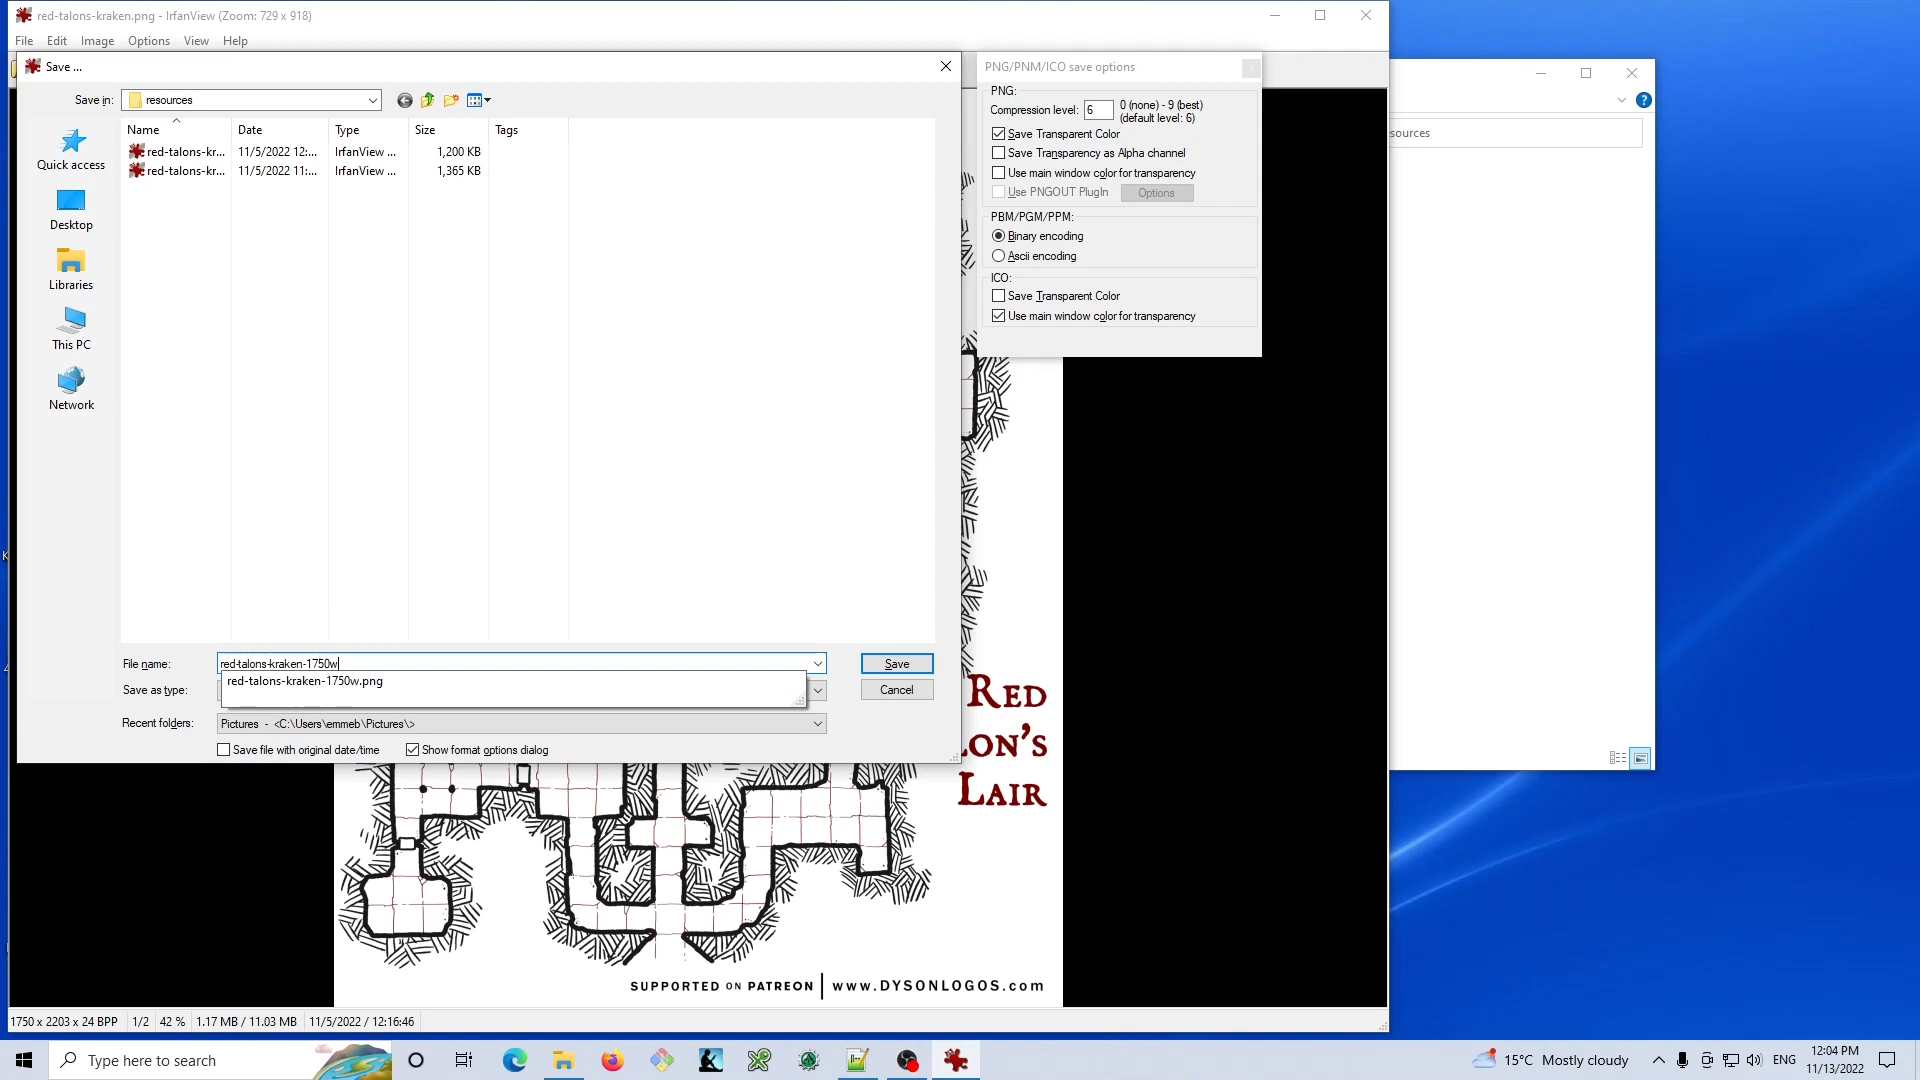 red-talons-kraken.png - IrfanView (Zoom: 729 x 918)
File Edit Image Options View Help
Save ...
PNG/PNM/ICO save options
Save in: resources
PNG:
Compression level: 6 0 (none) - 9 (best)
(default level: 6)
Save Transparent Color
Save Transparency as Alpha channel
Use main window color for transparency
Use PNGOUT PlugIn Options
PBM/PGM/PPM:
Binary encoding
Ascii encoding
ICO:
Save Transparent Color
Use main window color for transparency
Name Date Type Size Tags
red-talons-kr... 11/5/2022 12:... IrfanView ... 1,200 KB
red-talons-kr... 11/5/2022 11:... IrfanView ... 1,365 KB
Quick access
Desktop
Libraries
This PC
Network
sources
File name: red-talons-kraken-1750w Save
red-talons-kraken-1750w.png
Save as type: Cancel
Recent folders: Pictures - <C:\Users\emmeb\Pictures\>
Save file with original date/time Show format options dialog
RED
LON'S
LAIR
SUPPORTED ON PATREON | www.DYSONLOGOS.com
1750 x 2203 x 24 BPP 1/2 42 % 1.17 MB / 11.03 MB 11/5/2022 / 12:16:46
Type here to search
15°C Mostly cloudy
ENG
12:04 PM
11/13/2022